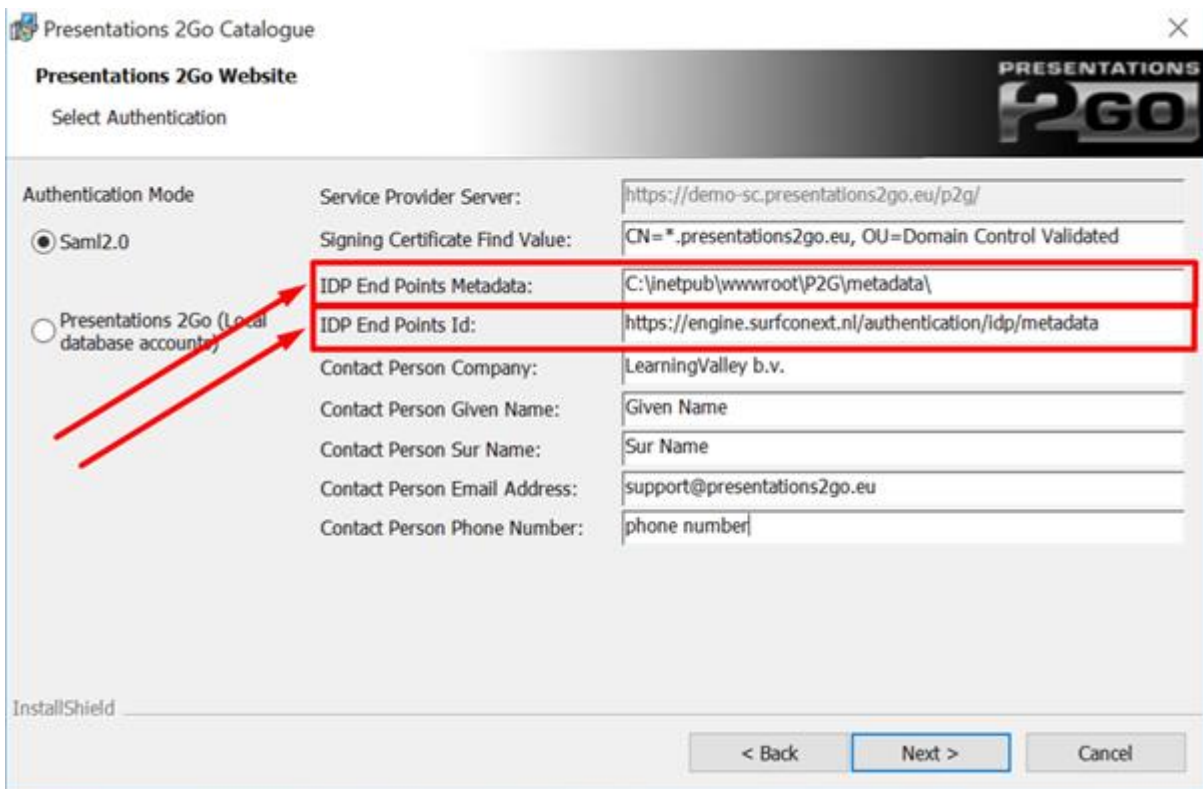 Presentations 2Go Catalogue
Presentations 2Go Website
Select Authentication
PRESENTATIONS
2GO
Authentication Mode
Saml2.0
Presentations 2Go (Local
database accounts)
Service Provider Server: https://demo-sc.presentations2go.eu/p2g/
Signing Certificate Find Value: CN=*.presentations2go.eu, OU=Domain Control Validated
IDP End Points Metadata: C:\inetpub\wwwroot\P2G\metadata\
IDP End Points Id: https://engine.surfconext.nl/authentication/idp/metadata
Contact Person Company: LearningValley b.v.
Contact Person Given Name: Given Name
Contact Person Sur Name: Sur Name
Contact Person Email Address: support@presentations2go.eu
Contact Person Phone Number: phone number
InstallShield
< Back Next > Cancel